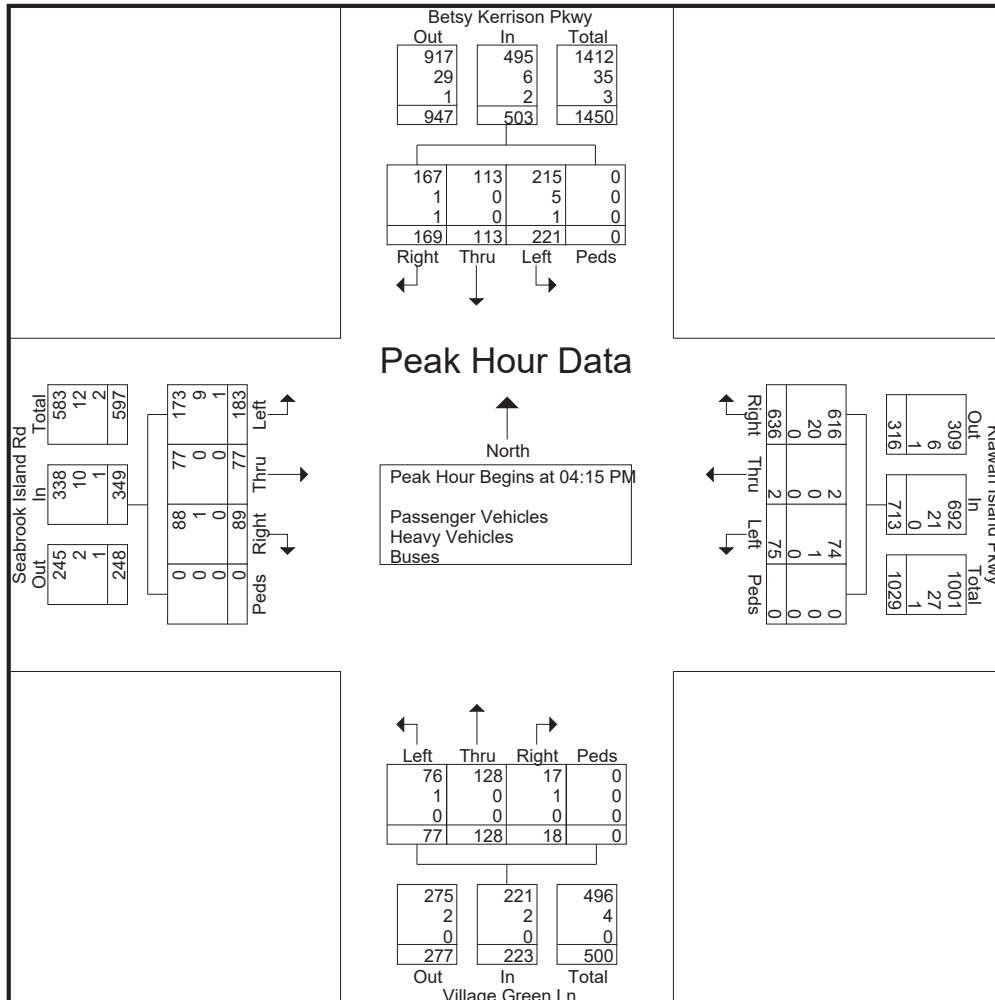 Betsy Kerrison Pkwy
Out In Total
917 495 1412
29 6 35
1 2 3
947 503 1450
167 113 215 0
1 0 5 0
1 0 1 0
169 113 221 0
Right Thru Left Peds
Peak Hour Data
North
Peak Hour Begins at 04:15 PM
Passenger Vehicles
Heavy Vehicles
Buses
Seabrook Island Rd
Total In Out
583 338 245
12 10 2
2 1 1
597 349 248
173 77 88 0
9 0 1 0
1 0 0 0
183 77 89 0
Left Thru Right Peds
Right Thru Left Peds
636 2 75 0
0 0 0 0
20 0 1 0
616 2 74 0
316 713 1029
1 0 1
6 21 27
309 692 1001
Out In Total
Kiawah Island Pkwy
Left Thru Right Peds
76 128 17 0
1 0 1 0
0 0 0 0
77 128 18 0
275 221 496
2 2 4
0 0 0
277 223 500
Out In Total
Village Green Ln